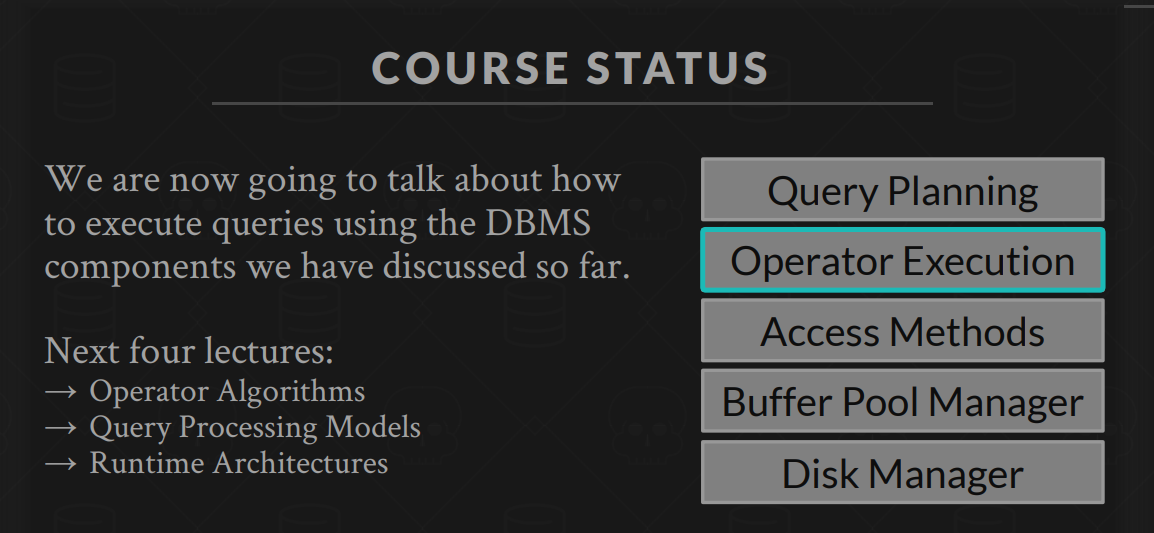 COURSE STATUS
We are now going to talk about how
to execute queries using the DBMS
components we have discussed so far.
Next four lectures:
→ Operator Algorithms
→ Query Processing Models
→ Runtime Architectures
Query Planning
Operator Execution
Access Methods
Buffer Pool Manager
Disk Manager